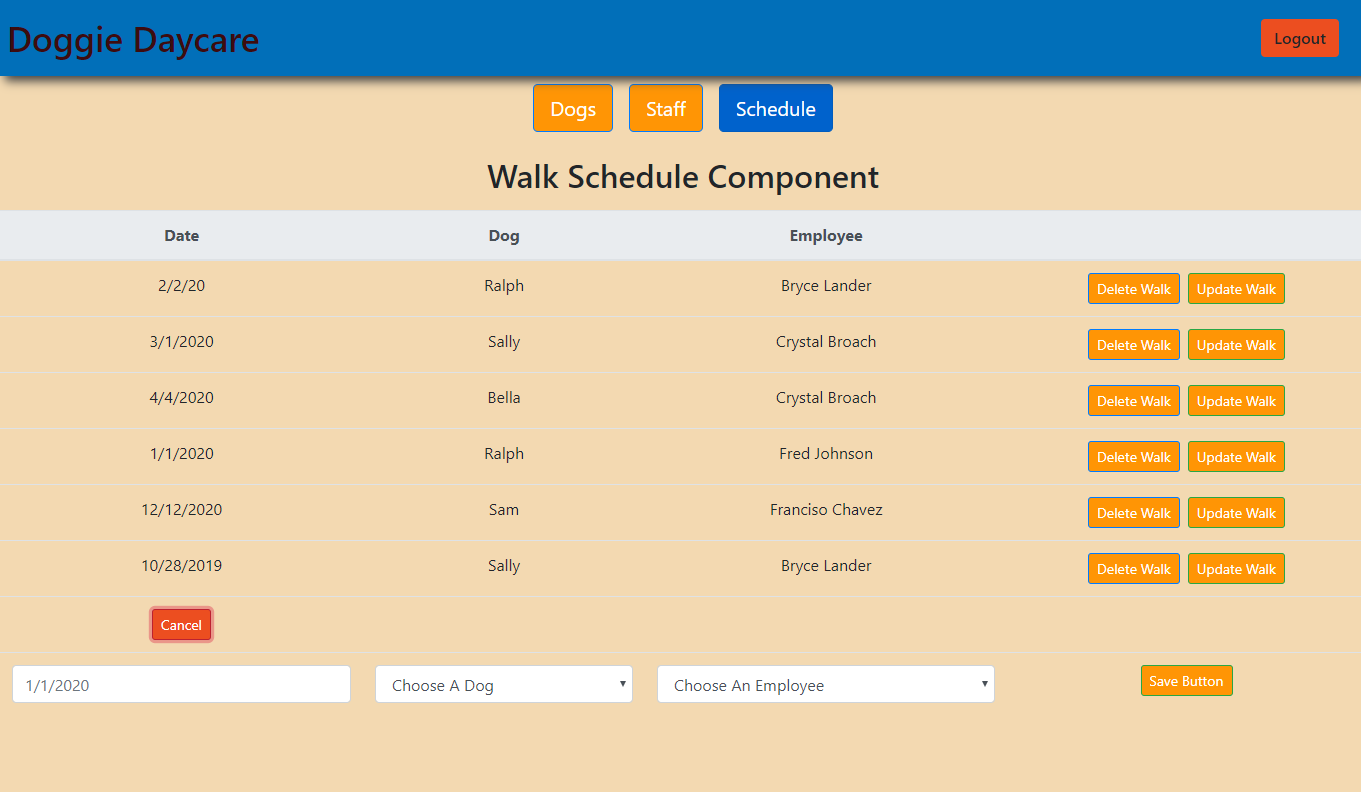 Doggie Daycare Logout
Dogs Staff Schedule
Walk Schedule Component
Date Dog Employee
2/2/20 Ralph Bryce Lander Delete Walk Update Walk
3/1/2020 Sally Crystal Broach Delete Walk Update Walk
4/4/2020 Bella Crystal Broach Delete Walk Update Walk
1/1/2020 Ralph Fred Johnson Delete Walk Update Walk
12/12/2020 Sam Franciso Chavez Delete Walk Update Walk
10/28/2019 Sally Bryce Lander Delete Walk Update Walk
Cancel
1/1/2020 Choose A Dog Choose An Employee Save Button